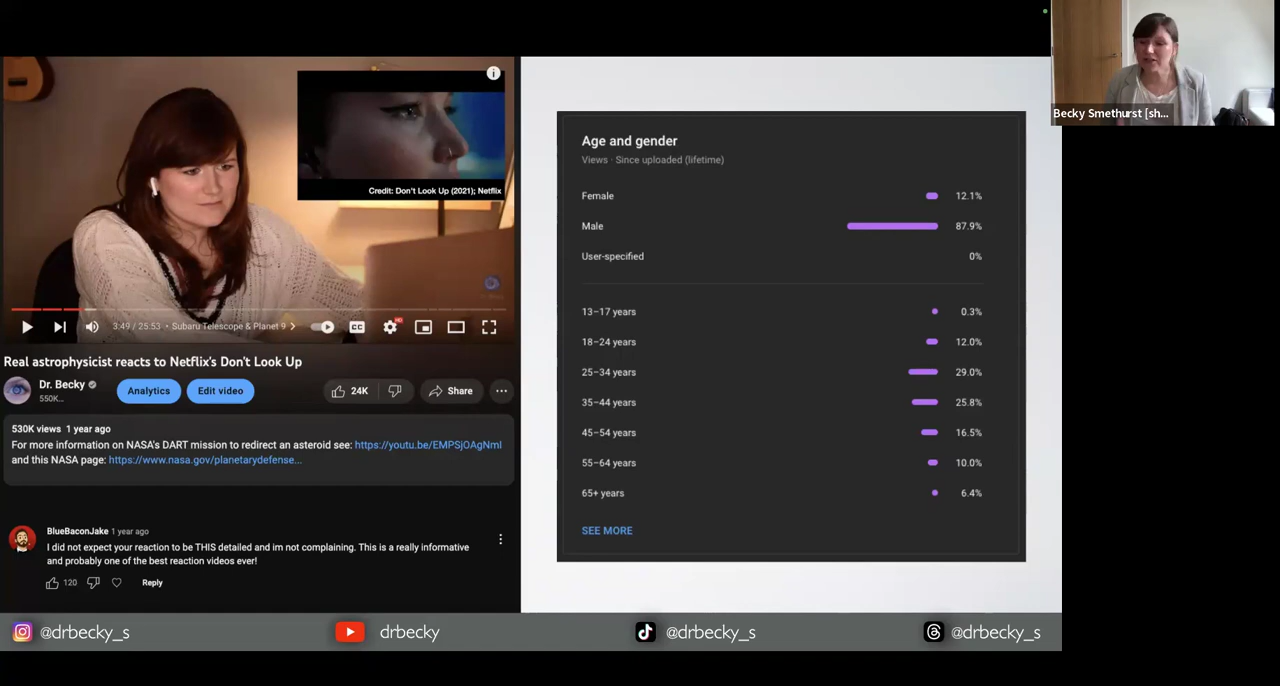 Becky Smethurst [sh...
Credit: Don't Look Up (2021); Netflix
3:49 / 25:53 • Subaru Telescope & Planet 9
CC
HD
Real astrophysicist reacts to Netflix's Don't Look Up
Dr. Becky
550K...
Analytics
Edit video
24K
Share
530K views 1 year ago
For more information on NASA's DART mission to redirect an asteroid see: https://youtu.be/EMPSjOAgNmI
and this NASA page: https://www.nasa.gov/planetarydefense...
BlueBaconJake 1 year ago
I did not expect your reaction to be THIS detailed and im not complaining. This is a really informative
and probably one of the best reaction videos ever!
120
Reply
Age and gender
Views · Since uploaded (lifetime)
Female 12.1%
Male 87.9%
User-specified 0%
13–17 years 0.3%
18–24 years 12.0%
25–34 years 29.0%
35–44 years 25.8%
45–54 years 16.5%
55–64 years 10.0%
65+ years 6.4%
SEE MORE
@drbecky_s
drbecky
@drbecky_s
@drbecky_s